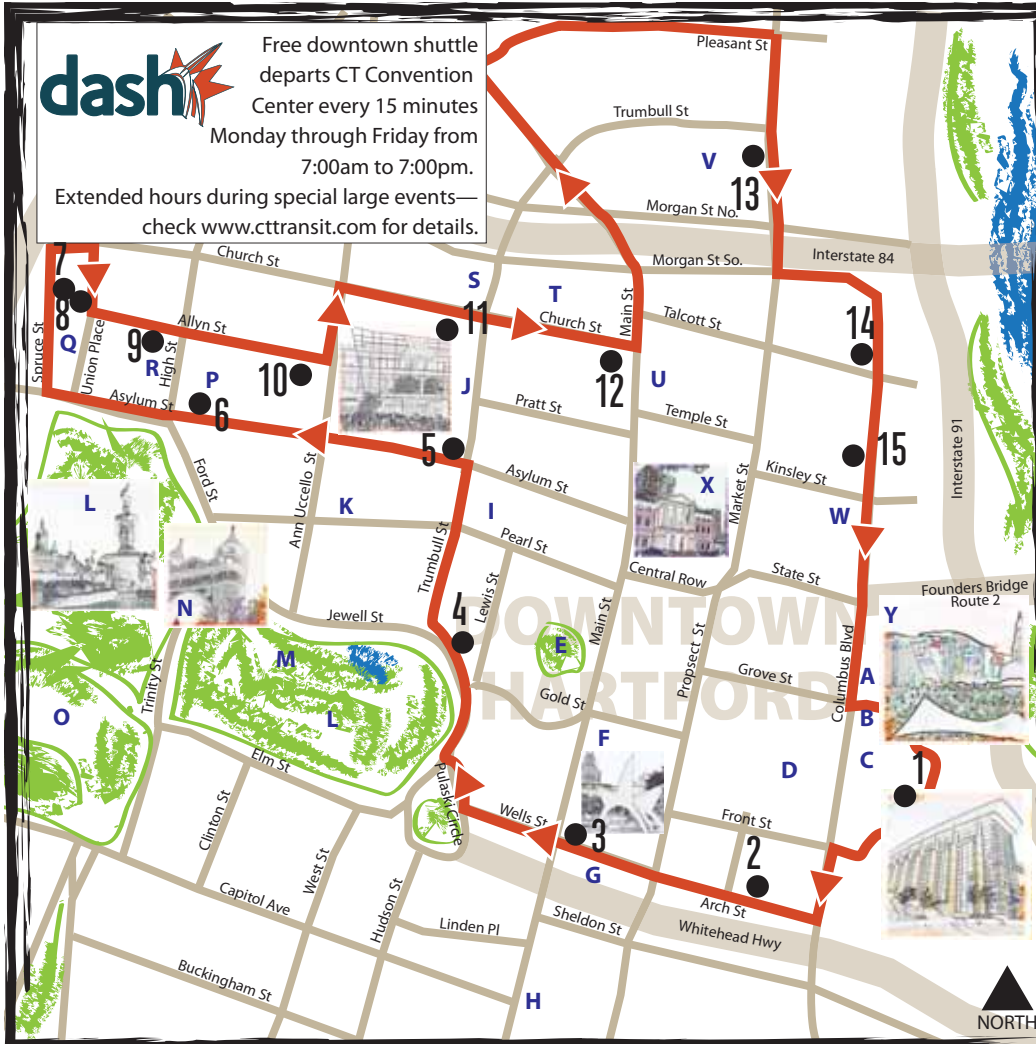 dash
Free downtown shuttle
departs CT Convention
Center every 15 minutes
Monday through Friday from
7:00am to 7:00pm.
Extended hours during special large events—
check www.cttransit.com for details.
Pleasant St
Trumbull St
V
13
Morgan St No.
Interstate 84
Morgan St So.
Church St
7
8
Q
Spruce St
Union Place
9
R
High St
Allyn St
P
10
6
Asylum St
S
T
11
Church St
Main St
Talcott St
14
12
U
J
Pratt St
Temple St
5
15
Asylum St
Kinsley St
Interstate 91
Ford St
Ann Uccello St
K
I
X
Market St
W
L
Pearl St
Trumbull St
Central Row
State St
Founders Bridge
Route 2
N
Jewell St
4
Lewis St
DOWNTOWN
HARTFORD
E
Main St
Propsect St
Y
M
Trinity St
Grove St
Columbus Blvd
A
B
C
O
L
Gold St
F
D
1
Elm St
Pulaski Circle
Clinton St
Wells St
3
Front St
2
G
West St
Capitol Ave
Hudson St
Arch St
Linden Pl
Sheldon St
Whitehead Hwy
Buckingham St
H
NORTH